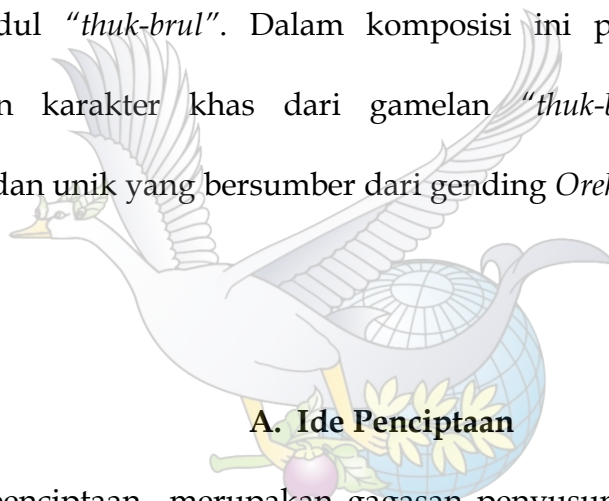 dul “thuk-brul”. Dalam komposisi ini p
n karakter khas dari gamelan “thuk-b
dan unik yang bersumber dari gending Orek
A. Ide Penciptaan
penciptaan merupakan gagasan penyusun